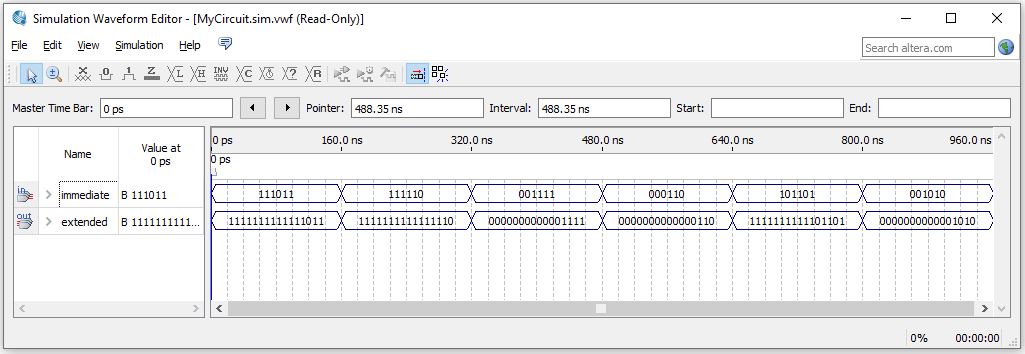 Simulation Waveform Editor - [MyCircuit.sim.vwf (Read-Only)]
File Edit View Simulation Help
Search altera.com
Master Time Bar: 0 ps Pointer: 488.35 ns Interval: 488.35 ns Start: End:
Name Value at 0 ps
0 ps 160.0 ns 320.0 ns 480.0 ns 640.0 ns 800.0 ns 960.0 ns
0 ps
in immediate B 111011 111011 111110 001111 000110 101101 001010
out extended B 1111111111... 1111111111111011 1111111111111110 0000000000001111 0000000000000110 1111111111101101 0000000000001010
0% 00:00:00